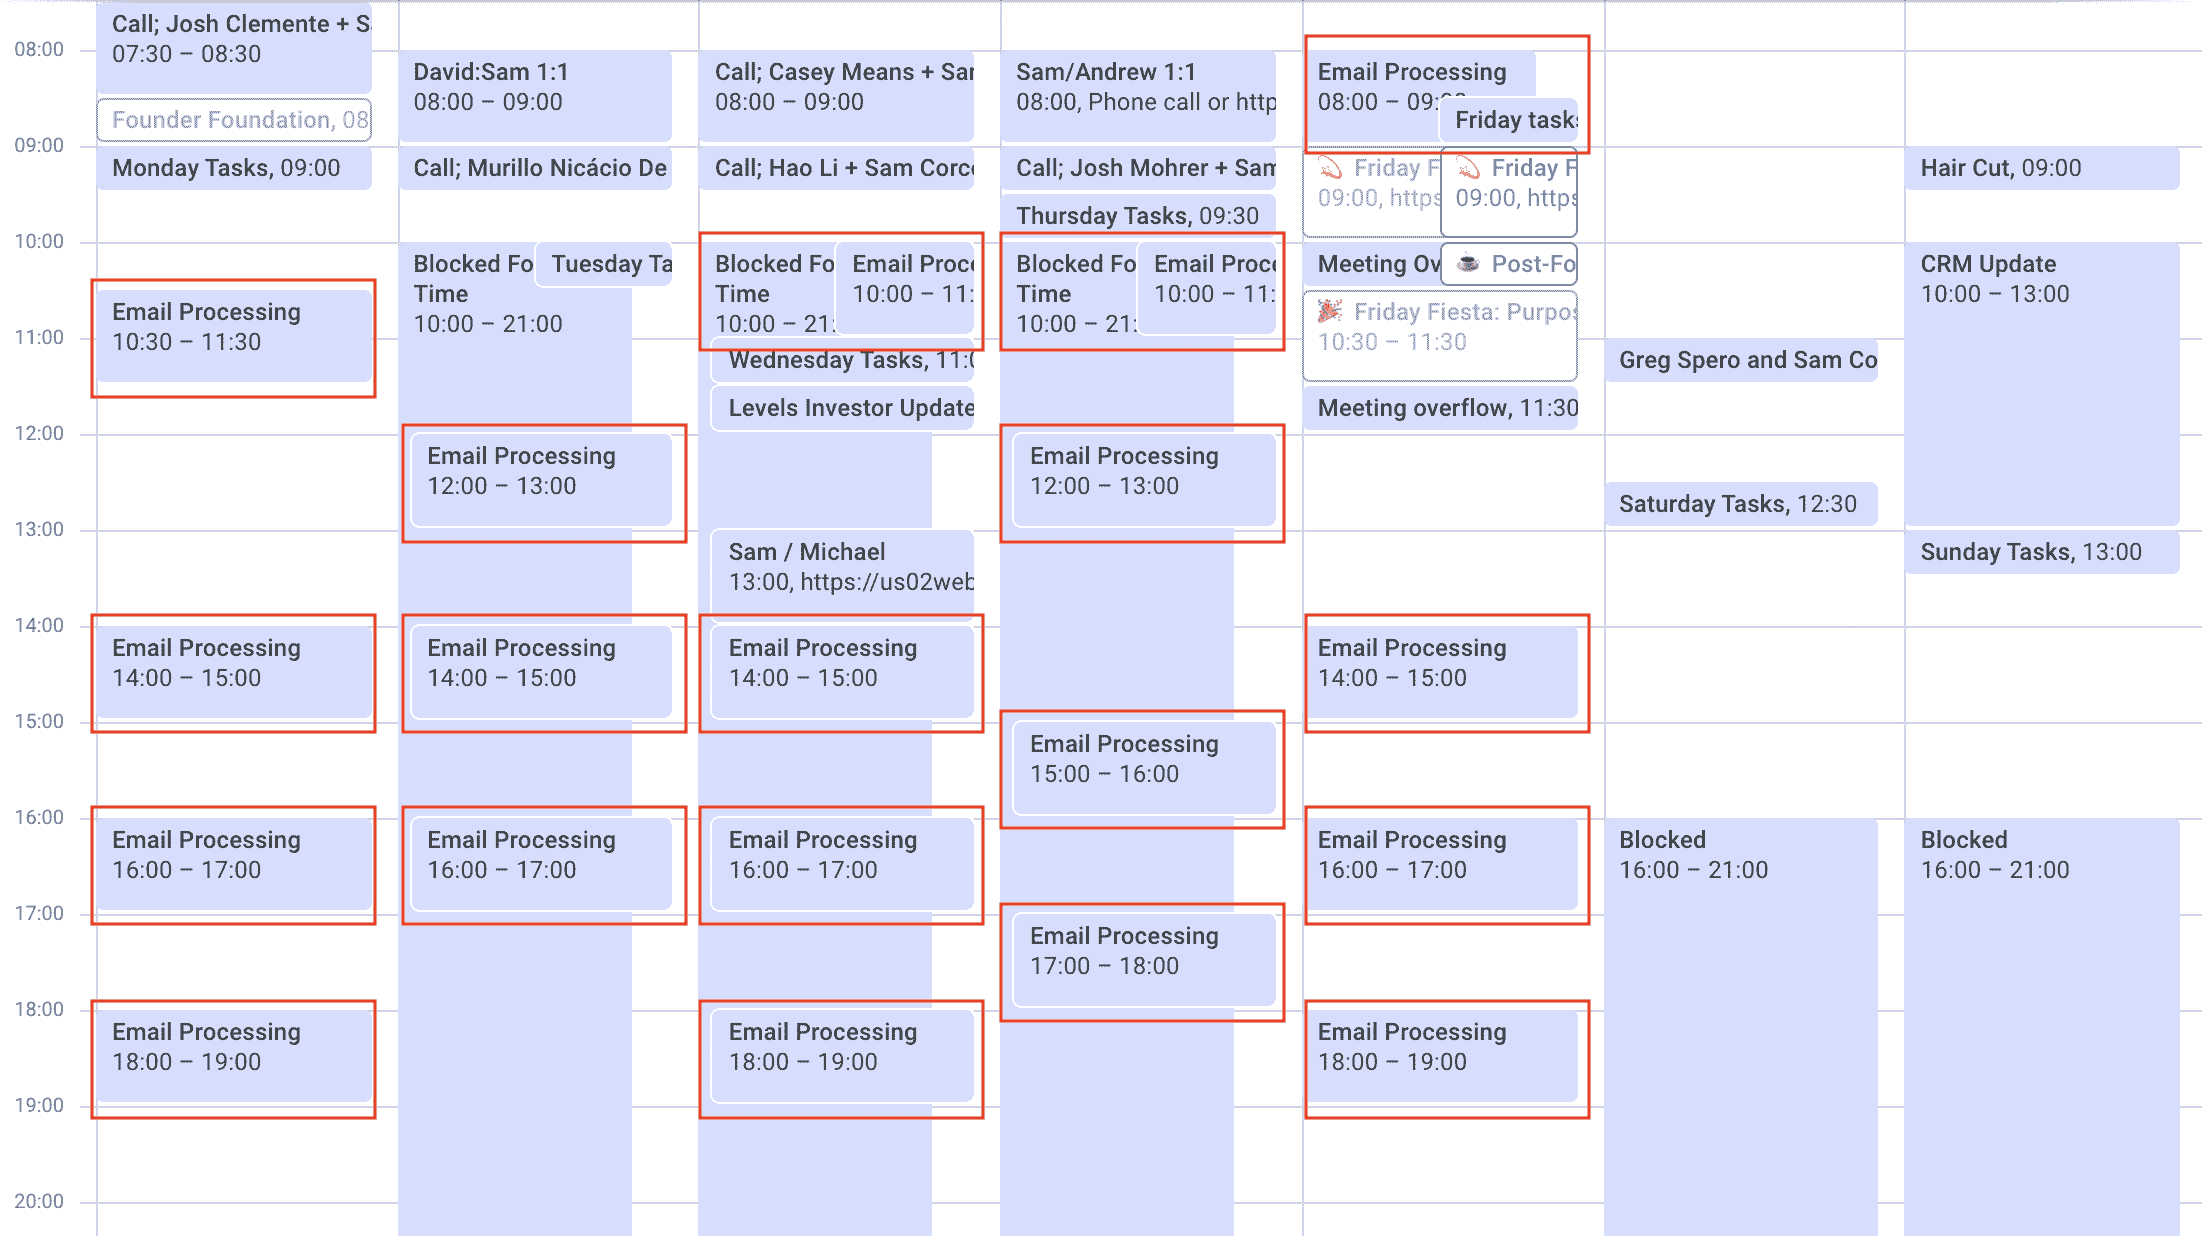 08:00
09:00
10:00
11:00
12:00
13:00
14:00
15:00
16:00
17:00
18:00
19:00
20:00
Call; Josh Clemente + S
07:30 – 08:30
Founder Foundation, 08
Monday Tasks, 09:00
Email Processing
10:30 – 11:30
Email Processing
14:00 – 15:00
Email Processing
16:00 – 17:00
Email Processing
18:00 – 19:00
David:Sam 1:1
08:00 – 09:00
Call; Murillo Nicácio De
Blocked Fo
Time
10:00 – 21:00
Tuesday Ta
Email Processing
12:00 – 13:00
Email Processing
14:00 – 15:00
Email Processing
16:00 – 17:00
Call; Casey Means + Sar
08:00 – 09:00
Call; Hao Li + Sam Corc
Blocked Fo
Time
10:00 – 21:
Email Proc
10:00 – 11:
Wednesday Tasks, 11:0
Levels Investor Update
Sam / Michael
13:00, https://us02web
Email Processing
14:00 – 15:00
Email Processing
16:00 – 17:00
Email Processing
18:00 – 19:00
Sam/Andrew 1:1
08:00, Phone call or http
Call; Josh Mohrer + Sam
Thursday Tasks, 09:30
Blocked Fo
Time
10:00 – 21:
Email Proc
10:00 – 11:
Email Processing
12:00 – 13:00
Email Processing
15:00 – 16:00
Email Processing
17:00 – 18:00
Email Processing
08:00 – 09:
Friday tasks
Friday F
09:00, https
Friday F
09:00, https
Meeting Ov
Post-Fo
Friday Fiesta: Purpos
10:30 – 11:30
Meeting overflow, 11:30
Email Processing
14:00 – 15:00
Email Processing
16:00 – 17:00
Email Processing
18:00 – 19:00
Greg Spero and Sam Co
Saturday Tasks, 12:30
Blocked
16:00 – 21:00
Hair Cut, 09:00
CRM Update
10:00 – 13:00
Sunday Tasks, 13:00
Blocked
16:00 – 21:00